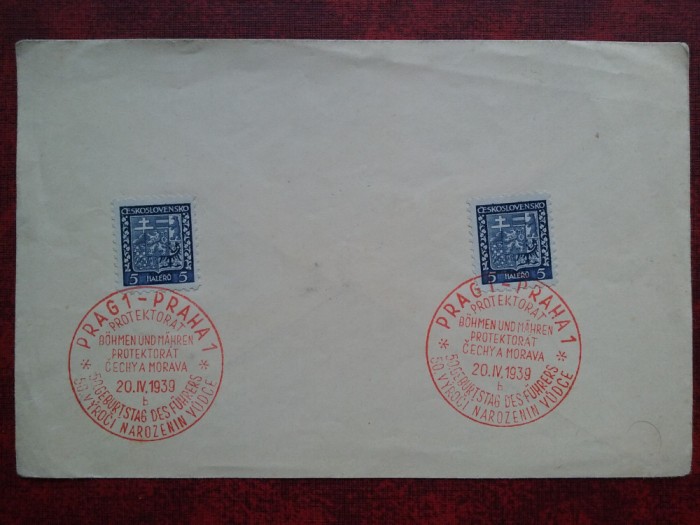 ČESKOSLOVENSKO
5 HALÉRŮ 5
PRAG 1 - PRAHA 1
PROTEKTORAT
BÖHMEN UND MÄHREN
PROTEKTORÁT
ČECHY A MORAVA
20.IV.1939
50. GEBURTSTAG DES FÜHRERS
50. VÝROČÍ NAROZENIN VŮDCE
ČESKOSLOVENSKO
5 HALÉRŮ 5
PRAG 1 - PRAHA 1
PROTEKTORAT
BÖHMEN UND MÄHREN
PROTEKTORÁT
ČECHY A MORAVA
20.IV.1939
50. GEBURTSTAG DES FÜHRERS
50. VÝROČÍ NAROZENIN VŮDCE